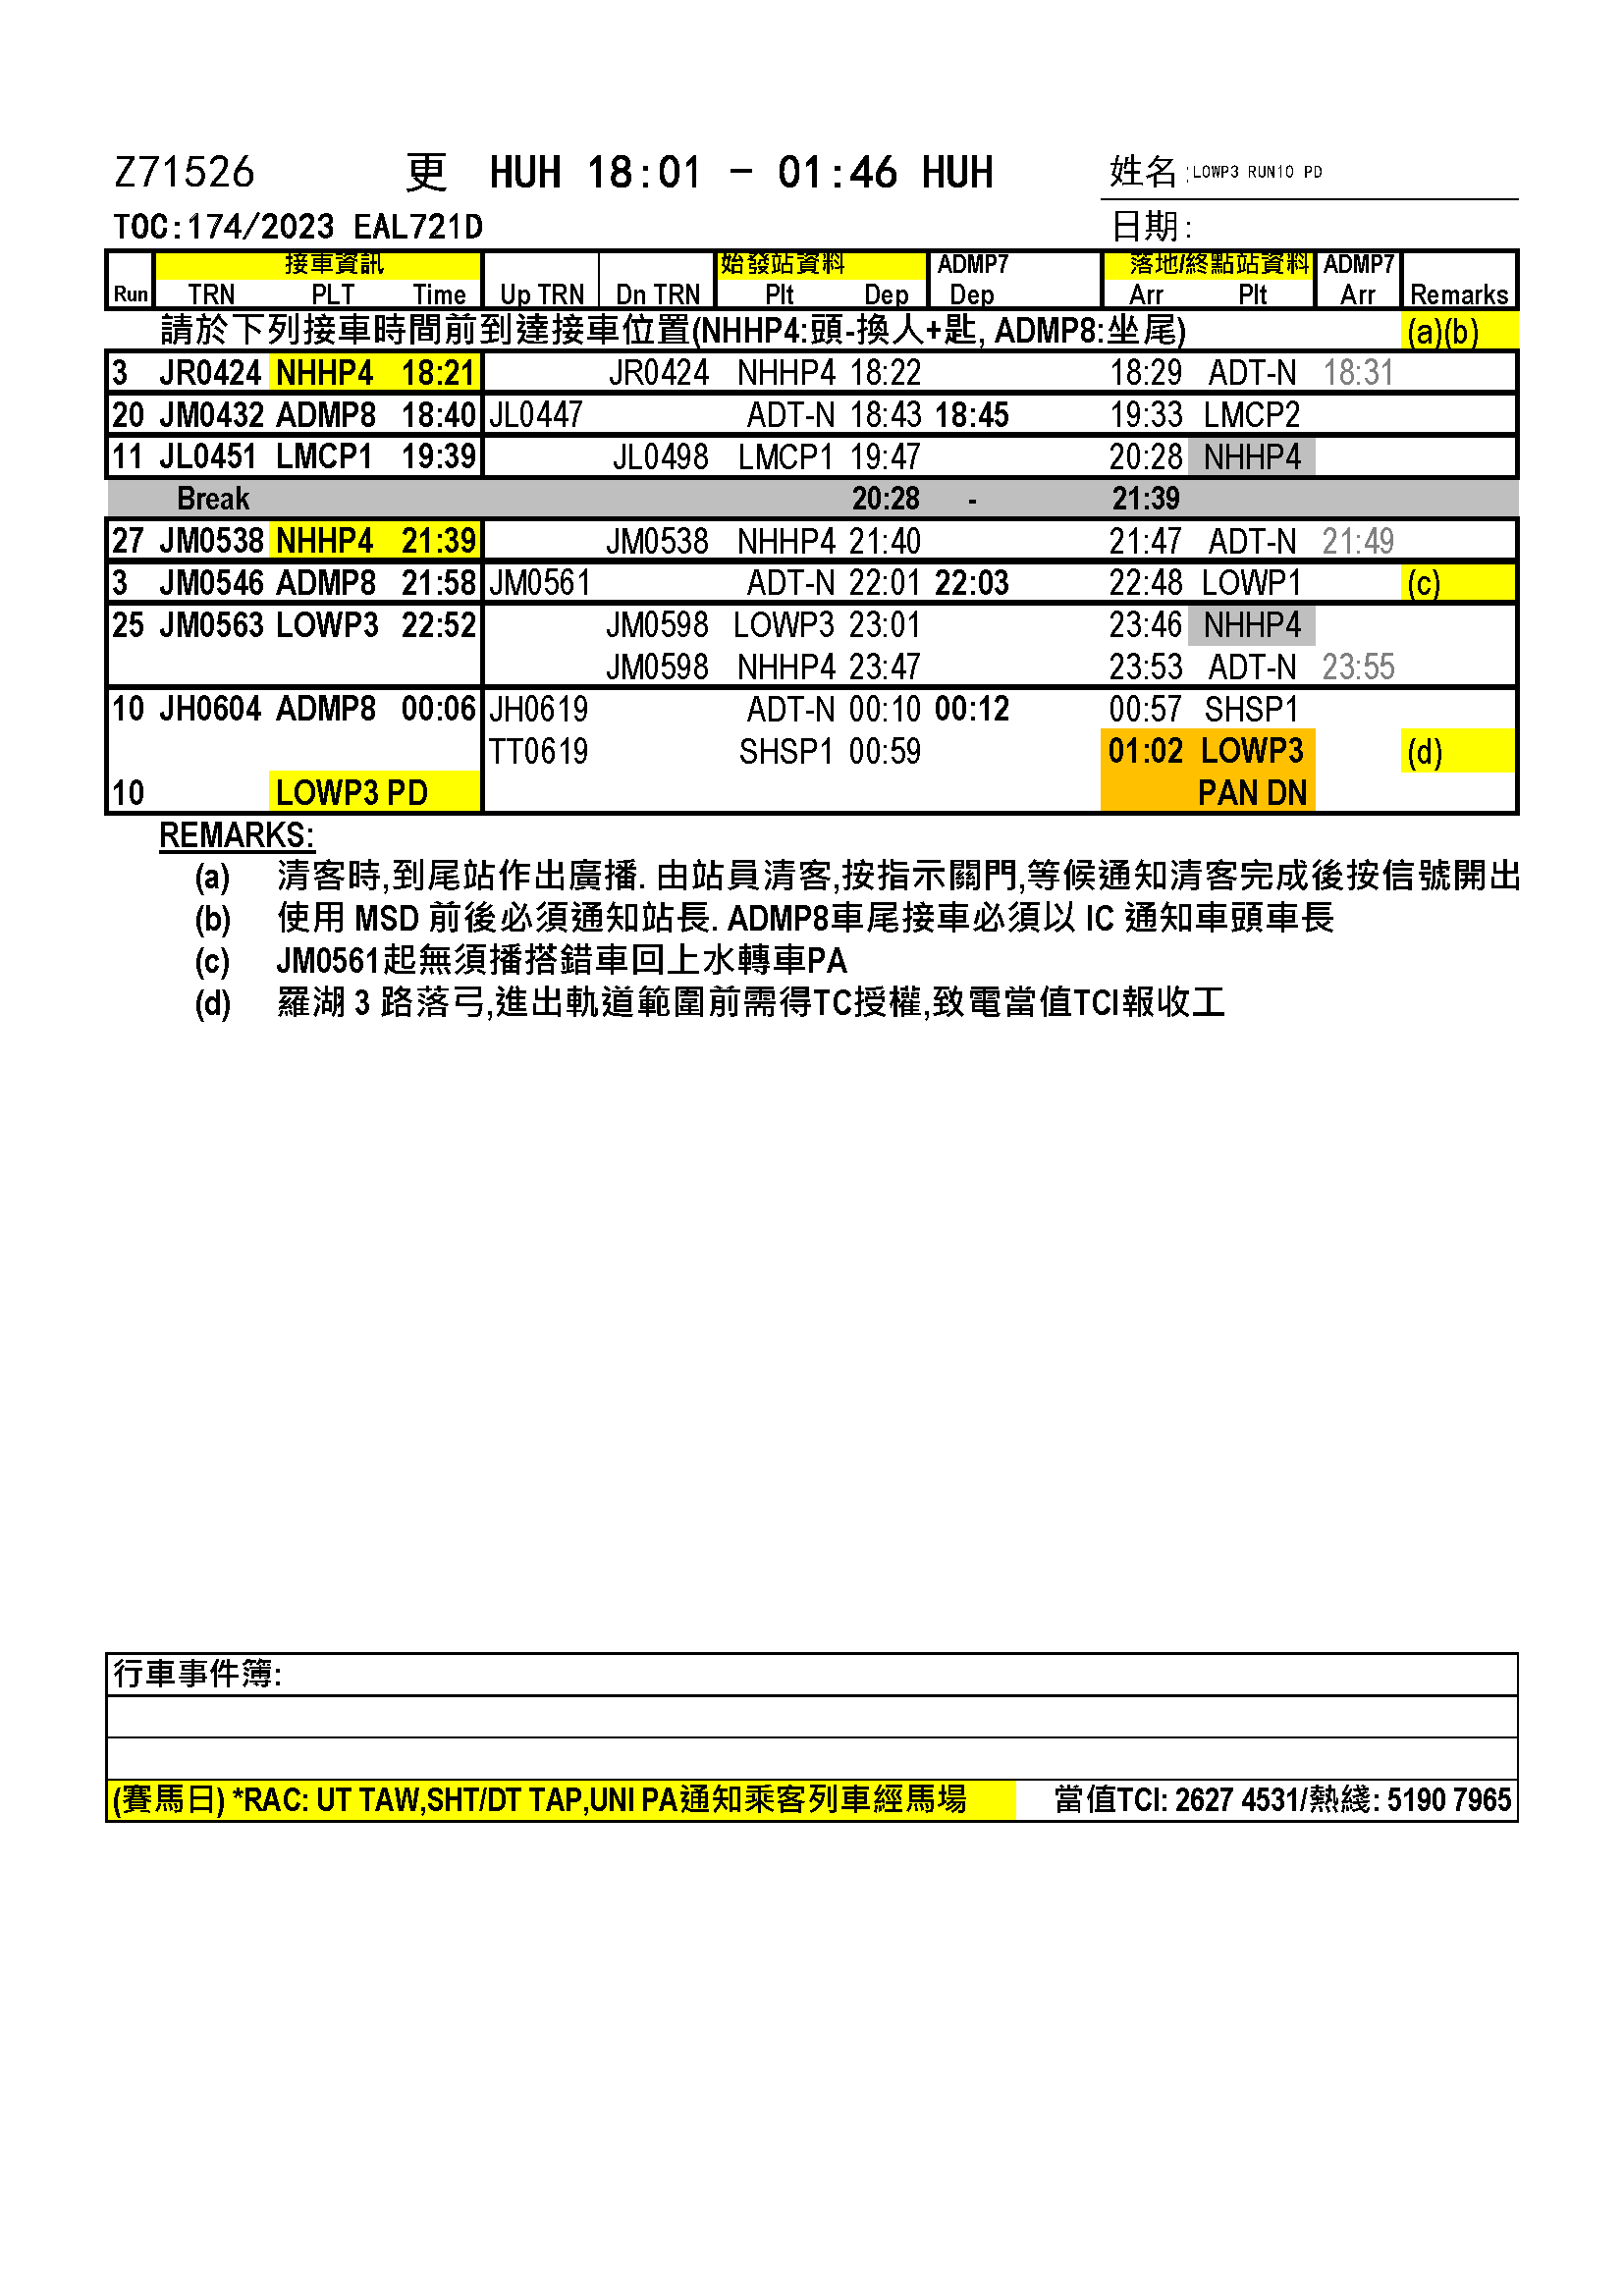 Z71526 更 HUH 18:01 - 01:46 HUH 姓名:LOWP3 RUN10 PD
TOC:174/2023 EAL721D 日期:
接車資訊 始發站資料 ADMP7 落地/終點站資料 ADMP7
Run TRN PLT Time Up TRN Dn TRN Plt Dep Dep Arr Plt Arr Remarks
請於下列接車時間前到達接車位置(NHHP4:頭-換人+匙, ADMP8:坐尾) (a)(b)
3 JR0424 NHHP4 18:21 JR0424 NHHP4 18:22 18:29 ADT-N 18:31
20 JM0432 ADMP8 18:40 JL0447 ADT-N 18:43 18:45 19:33 LMCP2
11 JL0451 LMCP1 19:39 JL0498 LMCP1 19:47 20:28 NHHP4
Break 20:28 - 21:39
27 JM0538 NHHP4 21:39 JM0538 NHHP4 21:40 21:47 ADT-N 21:49
3 JM0546 ADMP8 21:58 JM0561 ADT-N 22:01 22:03 22:48 LOWP1 (c)
25 JM0563 LOWP3 22:52 JM0598 LOWP3 23:01 23:46 NHHP4
JM0598 NHHP4 23:47 23:53 ADT-N 23:55
10 JH0604 ADMP8 00:06 JH0619 ADT-N 00:10 00:12 00:57 SHSP1
TT0619 SHSP1 00:59 01:02 LOWP3 (d)
10 LOWP3 PD PAN DN
REMARKS:
(a) 清客時,到尾站作出廣播. 由站員清客,按指示關門,等候通知清客完成後按信號開出
(b) 使用 MSD 前後必須通知站長. ADMP8車尾接車必須以 IC 通知車頭車長
(c) JM0561起無須播搭錯車回上水轉車PA
(d) 羅湖 3 路落弓,進出軌道範圍前需得TC授權,致電當值TCI報收工
行車事件簿:
(賽馬日) *RAC: UT TAW,SHT/DT TAP,UNI PA通知乘客列車經馬場 當值TCI: 2627 4531/熱綫: 5190 7965